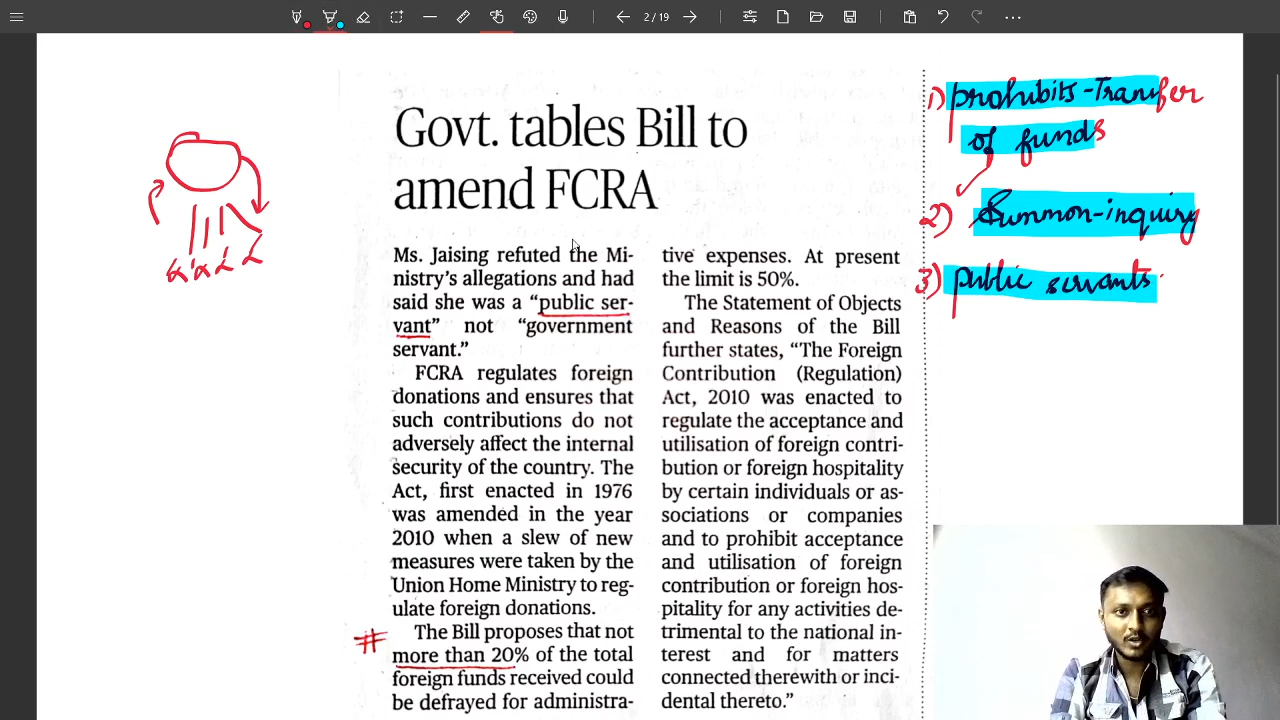 2 / 19
Govt. tables Bill to
amend FCRA
Ms. Jaising refuted the Mi-
nistry's allegations and had
said she was a “public ser-
vant” not “government
servant.”
FCRA regulates foreign
donations and ensures that
such contributions do not
adversely affect the internal
security of the country. The
Act, first enacted in 1976
was amended in the year
2010 when a slew of new
measures were taken by the
Union Home Ministry to reg-
ulate foreign donations.
# The Bill proposes that not
more than 20% of the total
foreign funds received could
be defrayed for administra-
tive expenses. At present
the limit is 50%.
The Statement of Objects
and Reasons of the Bill
further states, “The Foreign
Contribution (Regulation)
Act, 2010 was enacted to
regulate the acceptance and
utilisation of foreign contri-
bution or foreign hospitality
by certain individuals or as-
sociations or companies
and to prohibit acceptance
and utilisation of foreign
contribution or foreign hos-
pitality for any activities de-
trimental to the national in-
terest and for matters
connected therewith or inci-
dental thereto.”
1) prohibits-Transfer
of funds
2) Summon-inquiry
3) public servants